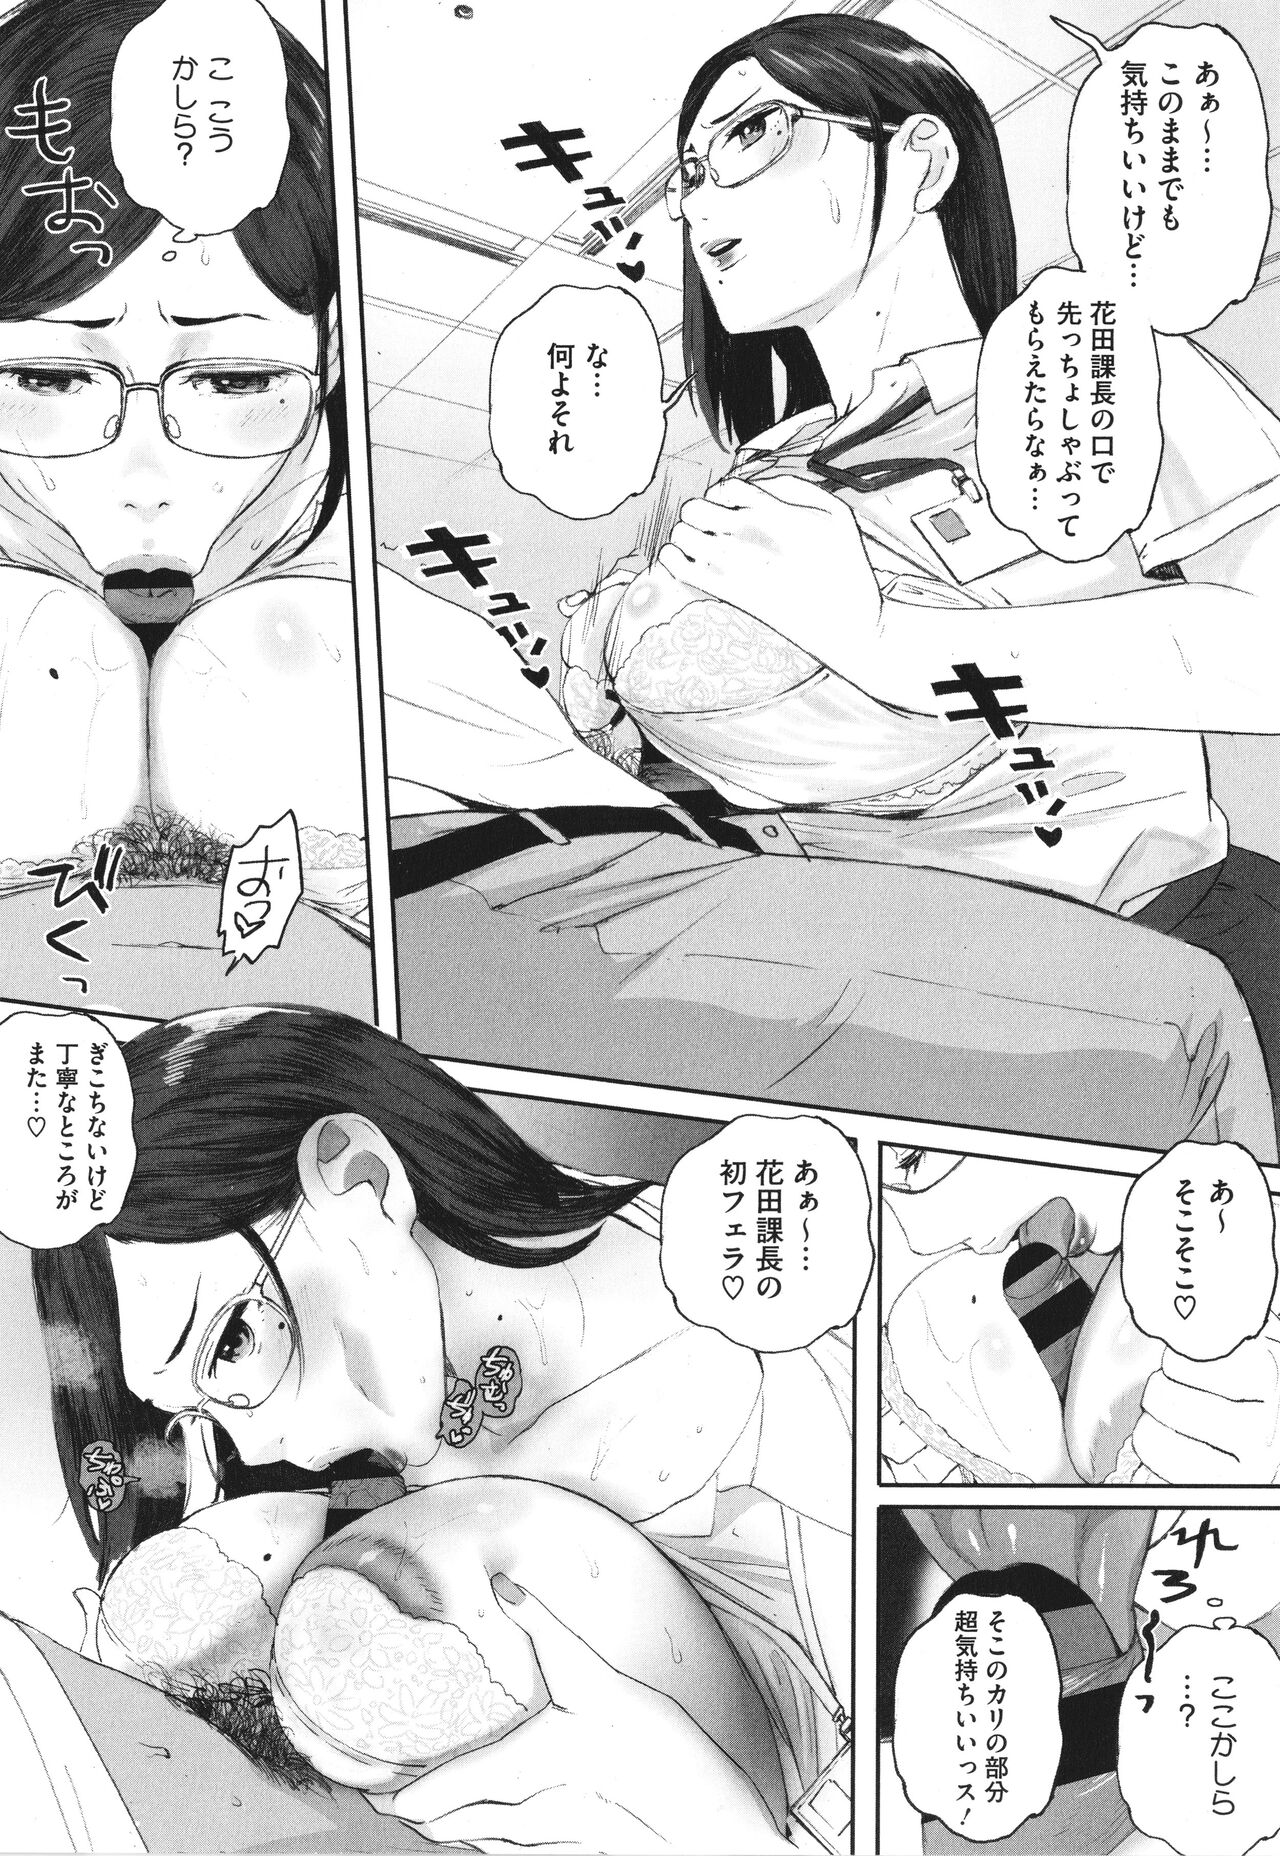 あぁ～…
このままでも
気持ちいいけど…
花田課長の口で
先っちょしゃぶって
もらえたらなぁ…
な…
何よそれ
キュッ♥
キュッ♥
キュッ♥
こ こう
かしら？
もおっ
おっ♡
びくっ
あ～
そこそこ♡
ここかしら
…？
れろ～っ
そこのカリの部分
超気持ちいいっス！
あぁ～…
花田課長の
初フェラ♡
ぎこちないけど
丁寧なところが
また…♡